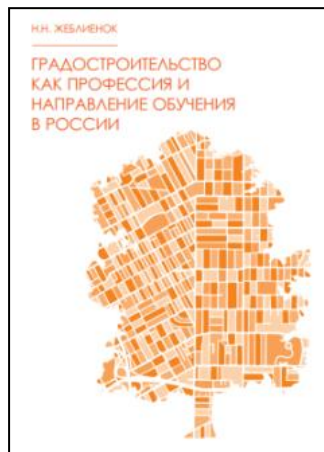 Н.Н. ЖЕБЛИЕНОК
ГРАДОСТРОИТЕЛЬСТВО
КАК ПРОФЕССИЯ И
НАПРАВЛЕНИЕ ОБУЧЕНИЯ
В РОССИИ